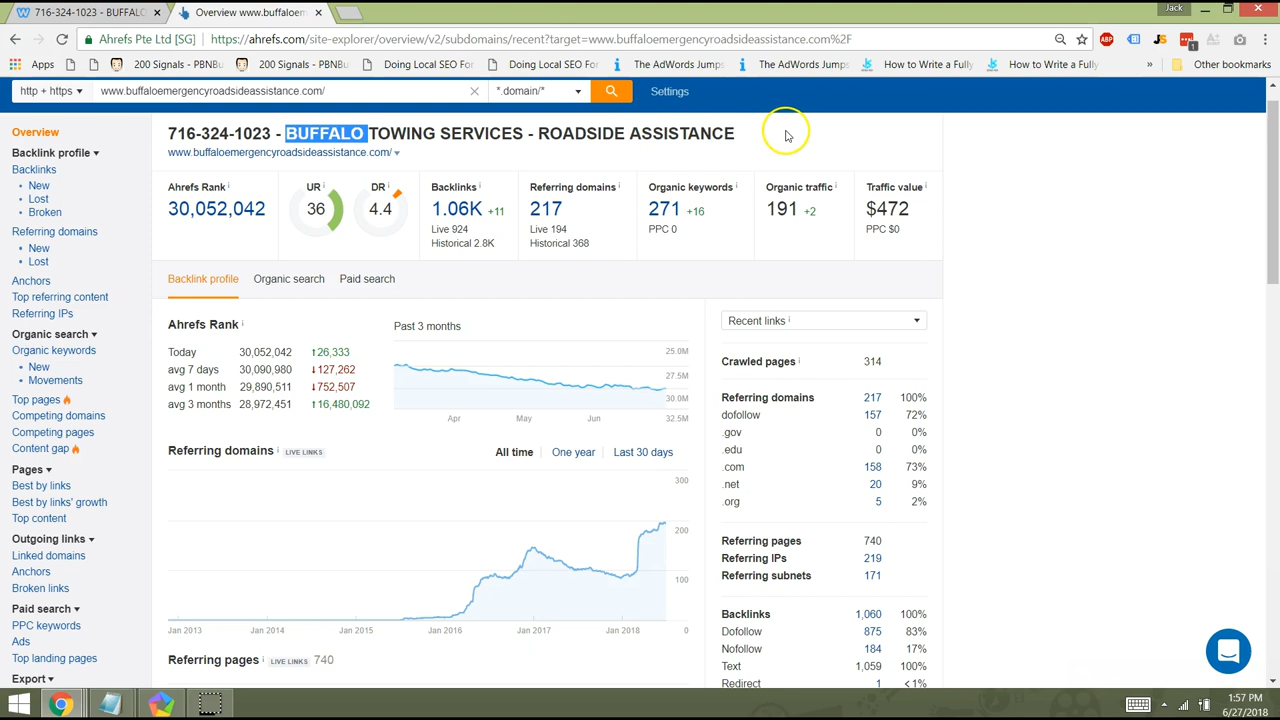 716-324-1023 - BUFFALO
Overview www.buffaloem
Jack
Ahrefs Pte Ltd [SG]
https://ahrefs.com/site-explorer/overview/v2/subdomains/recent?target=www.buffaloemergencyroadsideassistance.com%2F
ABP
JS
1
Apps
200 Signals - PBNBu
200 Signals - PBNBu
Doing Local SEO For
Doing Local SEO For
The AdWords Jump
The AdWords Jumps
How to Write a Fully
How to Write a Fully
»
Other bookmarks
http + https
www.buffaloemergencyroadsideassistance.com/
*.domain/*
Settings
Overview
Backlink profile
Backlinks
New
Lost
Broken
Referring domains
New
Lost
Anchors
Top referring content
Referring IPs
Organic search
Organic keywords
New
Movements
Top pages
Competing domains
Competing pages
Content gap
Pages
Best by links
Best by links' growth
Top content
Outgoing links
Linked domains
Anchors
Broken links
Paid search
PPC keywords
Ads
Top landing pages
Export
716-324-1023 - BUFFALO TOWING SERVICES - ROADSIDE ASSISTANCE
www.buffaloemergencyroadsideassistance.com/
Ahrefs Rank
30,052,042
UR
36
DR
4.4
Backlinks
1.06K +11
Live 924
Historical 2.8K
Referring domains
217
Live 194
Historical 368
Organic keywords
271 +16
PPC 0
Organic traffic
191 +2
Traffic value
$472
PPC $0
Backlink profile
Organic search
Paid search
Ahrefs Rank
Today 30,052,042 ↑26,333
avg 7 days 30,090,980 ↓127,262
avg 1 month 29,890,511 ↓752,507
avg 3 months 28,972,451 ↑16,480,092
Past 3 months
25.0M
27.5M
30.0M
32.5M
Apr
May
Jun
Referring domains LIVE LINKS
All time
One year
Last 30 days
300
200
100
0
Jan 2013
Jan 2014
Jan 2015
Jan 2016
Jan 2017
Jan 2018
Referring pages LIVE LINKS 740
Recent links
Crawled pages 314
Referring domains 217 100%
dofollow 157 72%
.gov 0 0%
.edu 0 0%
.com 158 73%
.net 20 9%
.org 5 2%
Referring pages 740
Referring IPs 219
Referring subnets 171
Backlinks 1,060 100%
Dofollow 875 83%
Nofollow 184 17%
Text 1,059 100%
Redirect 1 <1%
1:57 PM
6/27/2018